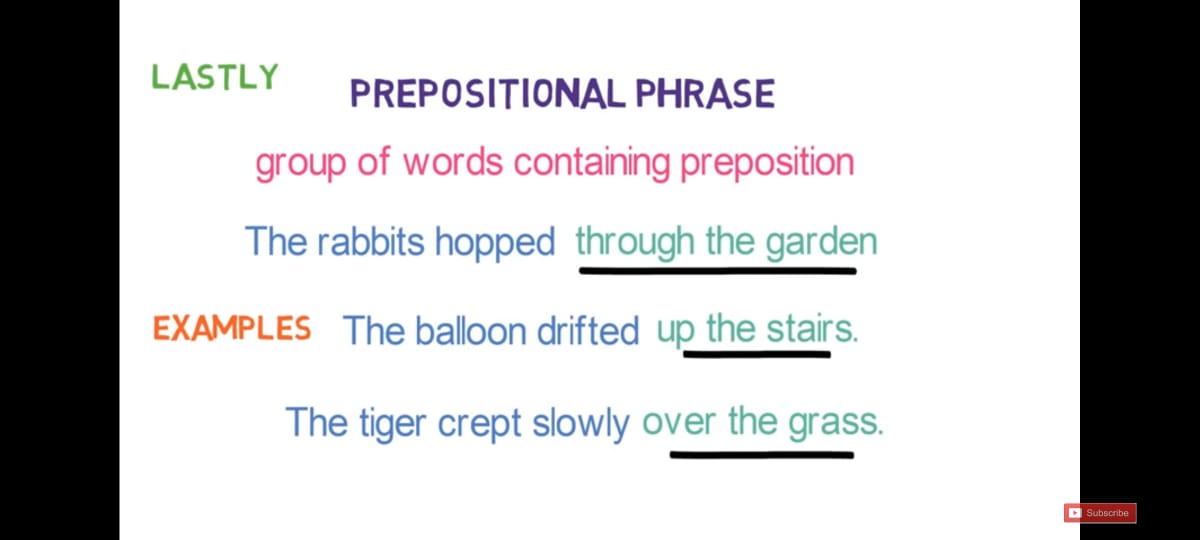 LASTLY
PREPOSITIONAL PHRASE
group of words containing preposition
The rabbits hopped through the garden
EXAMPLES The balloon drifted up the stairs.
The tiger crept slowly over the grass.
Subscribe